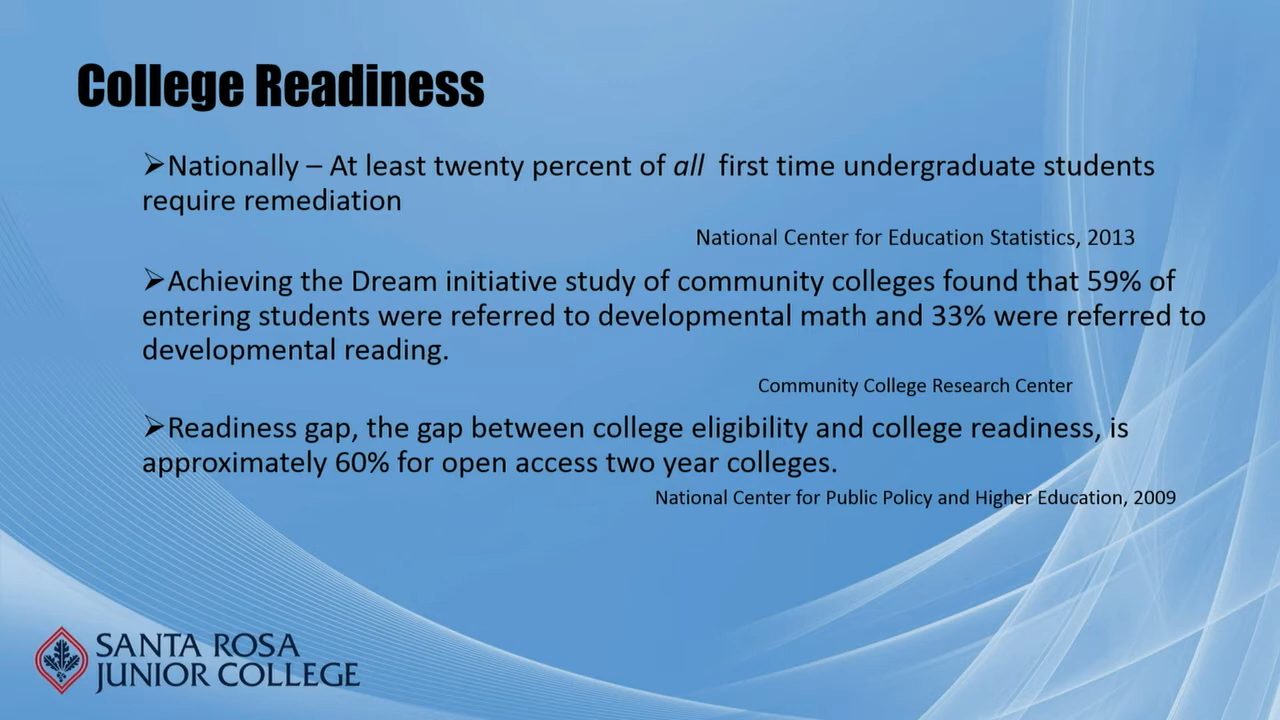 College Readiness
➢Nationally – At least twenty percent of all first time undergraduate students
require remediation
National Center for Education Statistics, 2013
➢Achieving the Dream initiative study of community colleges found that 59% of
entering students were referred to developmental math and 33% were referred to
developmental reading.
Community College Research Center
➢Readiness gap, the gap between college eligibility and college readiness, is
approximately 60% for open access two year colleges.
National Center for Public Policy and Higher Education, 2009
SANTA ROSA
JUNIOR COLLEGE